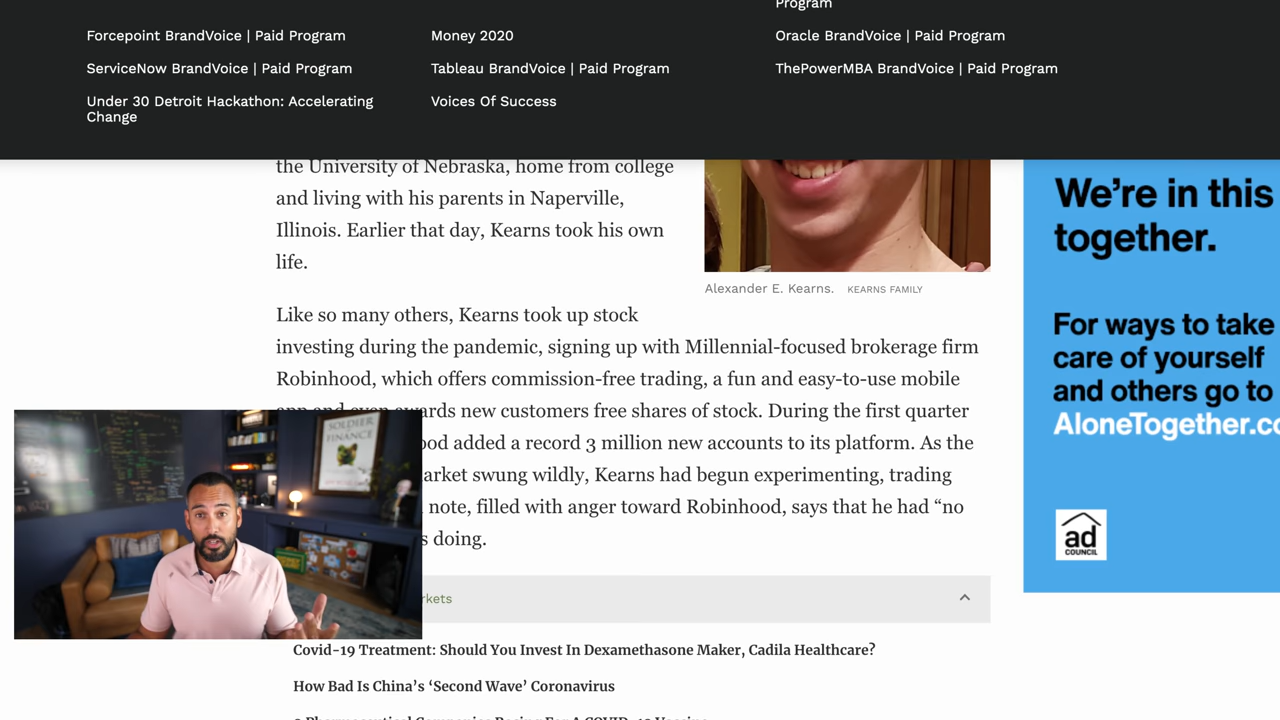 Program
Forcepoint BrandVoice | Paid Program
Money 2020
Oracle BrandVoice | Paid Program
ServiceNow BrandVoice | Paid Program
Tableau BrandVoice | Paid Program
ThePowerMBA BrandVoice | Paid Program
Under 30 Detroit Hackathon: Accelerating
Change
Voices Of Success
the University of Nebraska, home from college
and living with his parents in Naperville,
Illinois. Earlier that day, Kearns took his own
life.
Alexander E. Kearns. KEARNS FAMILY
Like so many others, Kearns took up stock
investing during the pandemic, signing up with Millennial-focused brokerage firm
Robinhood, which offers commission-free trading, a fun and easy-to-use mobile
app and even awards new customers free shares of stock. During the first quarter
ood added a record 3 million new accounts to its platform. As the
arket swung wildly, Kearns had begun experimenting, trading
note, filled with anger toward Robinhood, says that he had “no
s doing.
rkets
Covid-19 Treatment: Should You Invest In Dexamethasone Maker, Cadila Healthcare?
How Bad Is China’s ‘Second Wave’ Coronavirus
We’re in this
together.
For ways to take
care of yourself
and others go to
AloneTogether.co
ad
COUNCIL
SOLDIER
FINANCE